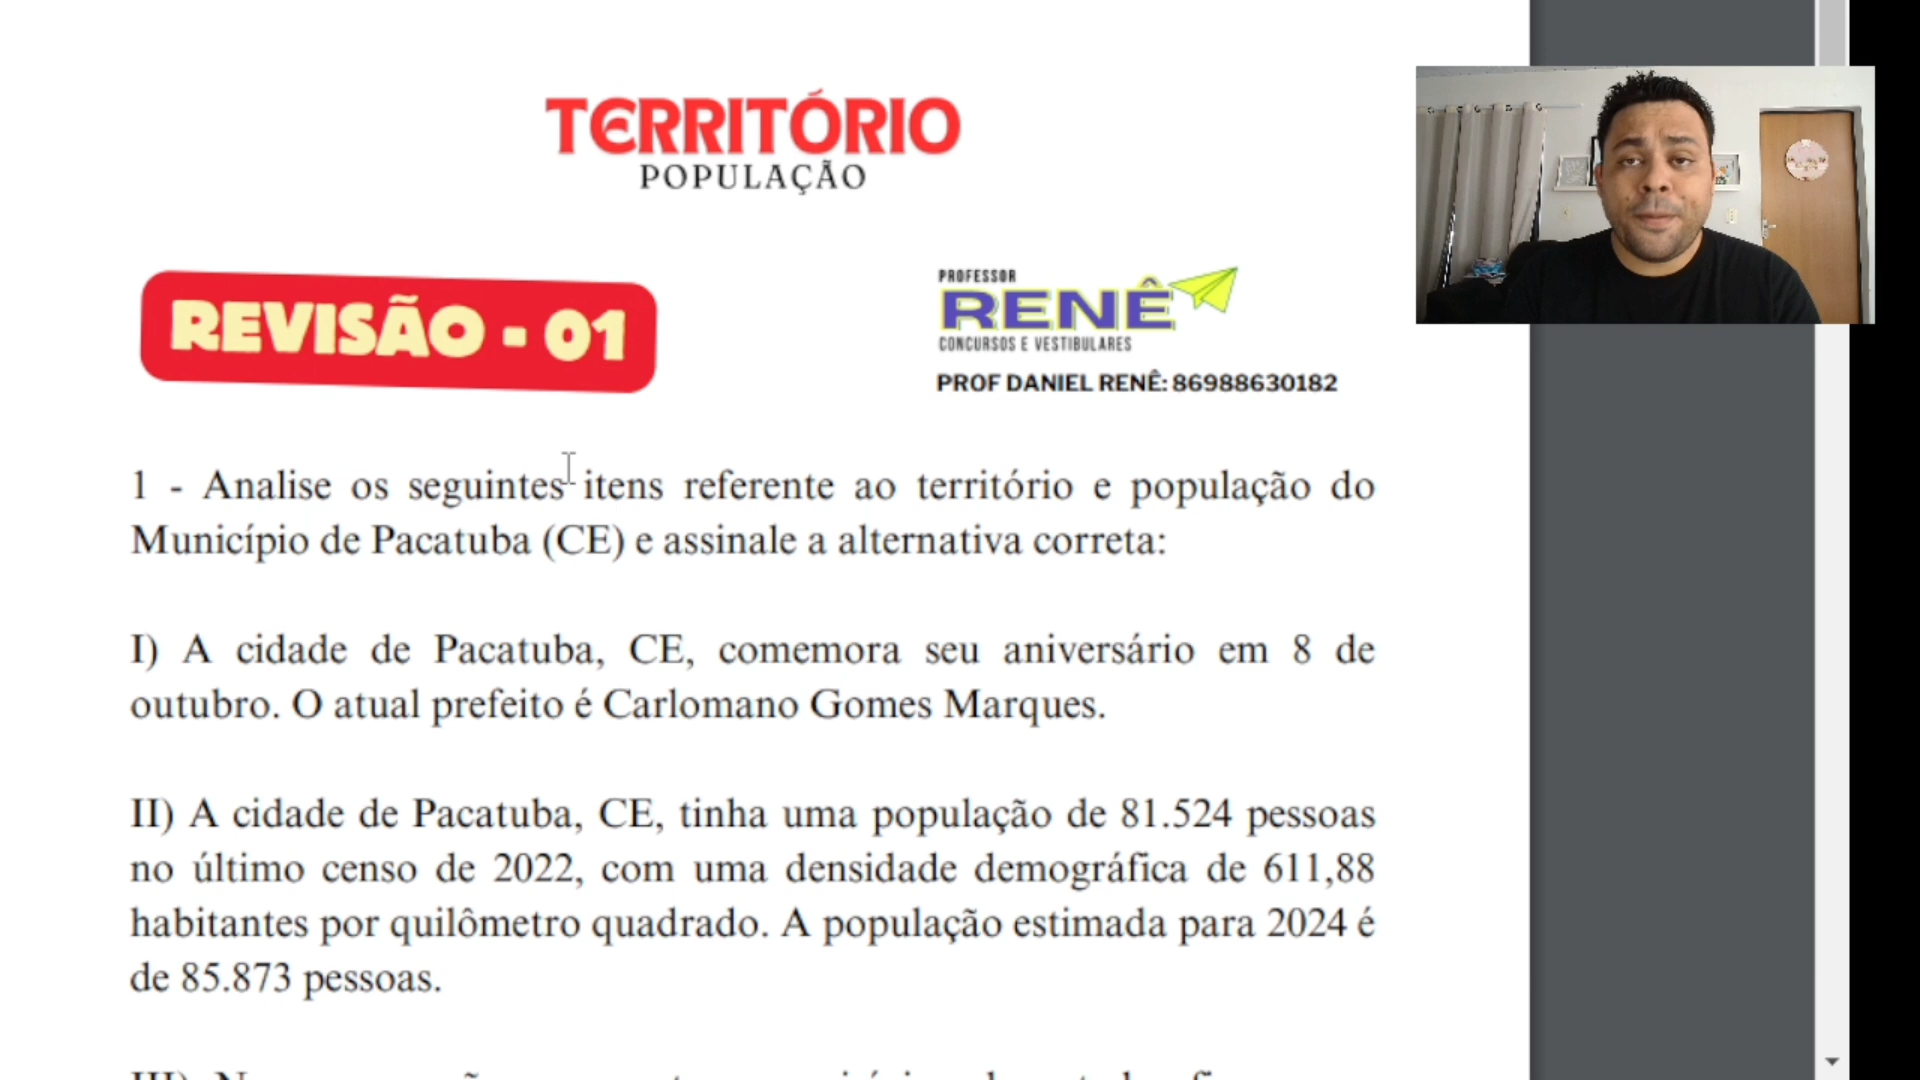 TERRITÓRIO
POPULAÇÃO
REVISÃO - 01
PROFESSOR
RENÊ
CONCURSOS E VESTIBULARES
PROF DANIEL RENÊ: 86988630182
1 - Analise os seguintes itens referente ao território e população do
Município de Pacatuba (CE) e assinale a alternativa correta:
I) A cidade de Pacatuba, CE, comemora seu aniversário em 8 de
outubro. O atual prefeito é Carlomano Gomes Marques.
II) A cidade de Pacatuba, CE, tinha uma população de 81.524 pessoas
no último censo de 2022, com uma densidade demográfica de 611,88
habitantes por quilômetro quadrado. A população estimada para 2024 é
de 85.873 pessoas.